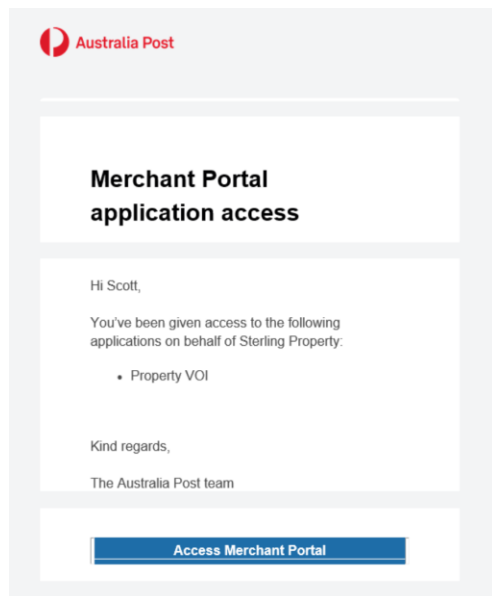 Australia Post
Merchant Portal
application access
Hi Scott,
You've been given access to the following
applications on behalf of Sterling Property:
• Property VOI
Kind regards,
The Australia Post team
Access Merchant Portal